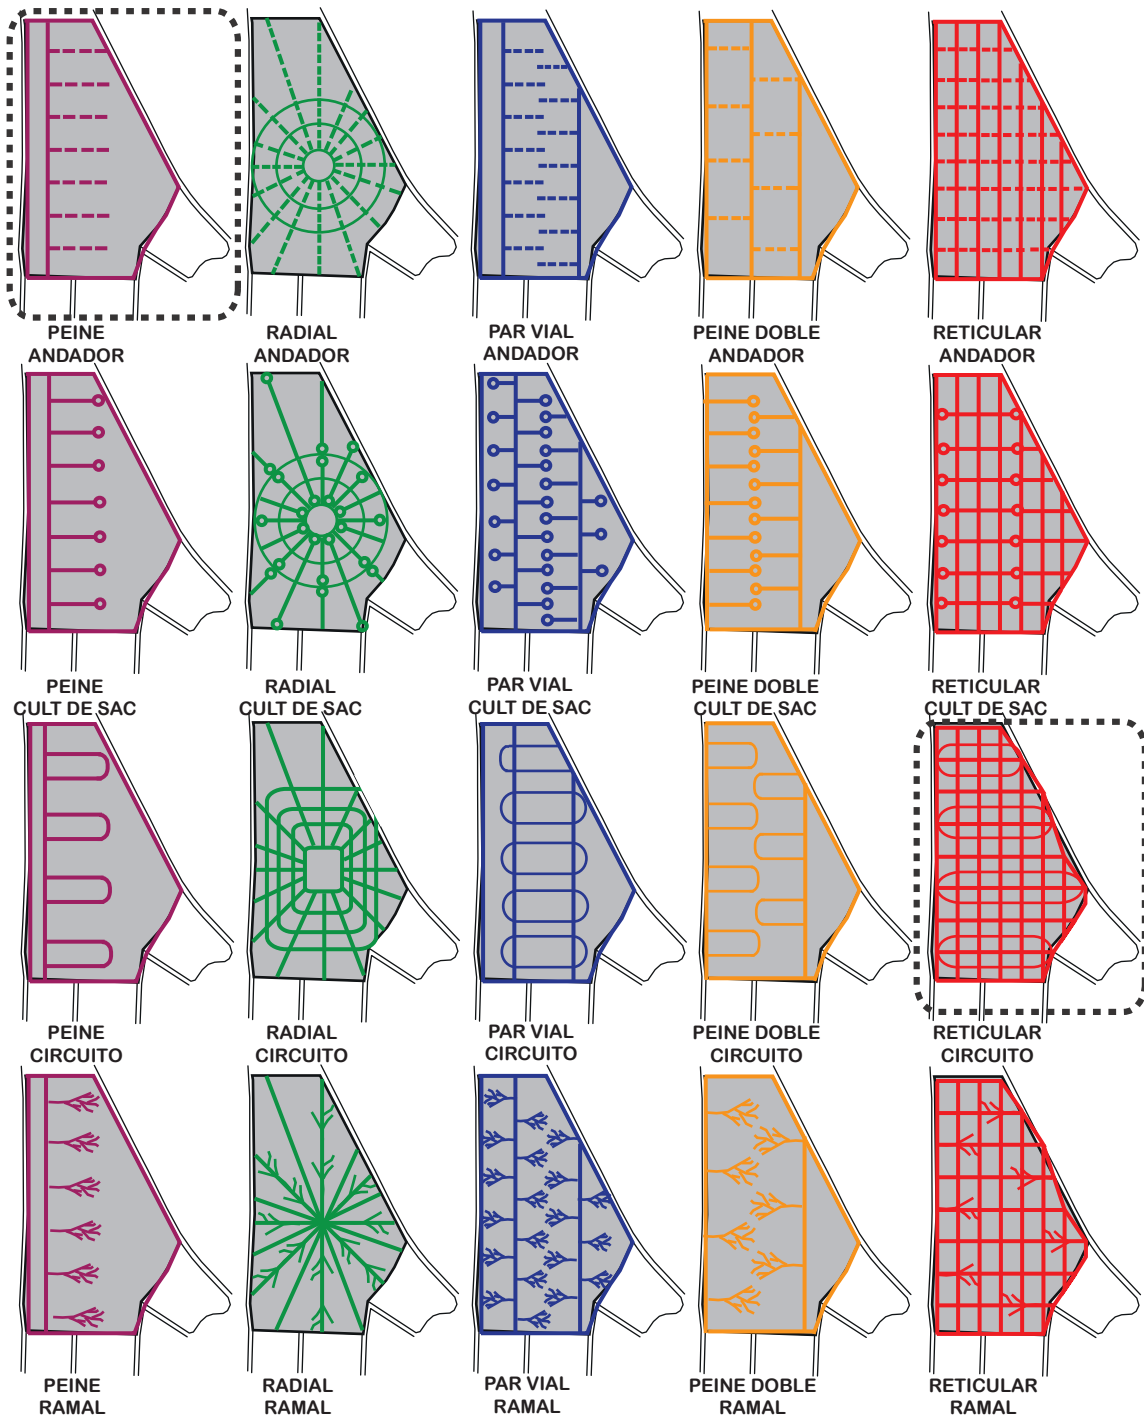 PEINE
ANDADOR
RADIAL
ANDADOR
PAR VIAL
ANDADOR
PEINE DOBLE
ANDADOR
RETICULAR
ANDADOR
PEINE
CULT DE SAC
RADIAL
CULT DE SAC
PAR VIAL
CULT DE SAC
PEINE DOBLE
CULT DE SAC
RETICULAR
CULT DE SAC
PEINE
CIRCUITO
RADIAL
CIRCUITO
PAR VIAL
CIRCUITO
PEINE DOBLE
CIRCUITO
RETICULAR
CIRCUITO
PEINE
RAMAL
RADIAL
RAMAL
PAR VIAL
RAMAL
PEINE DOBLE
RAMAL
RETICULAR
RAMAL